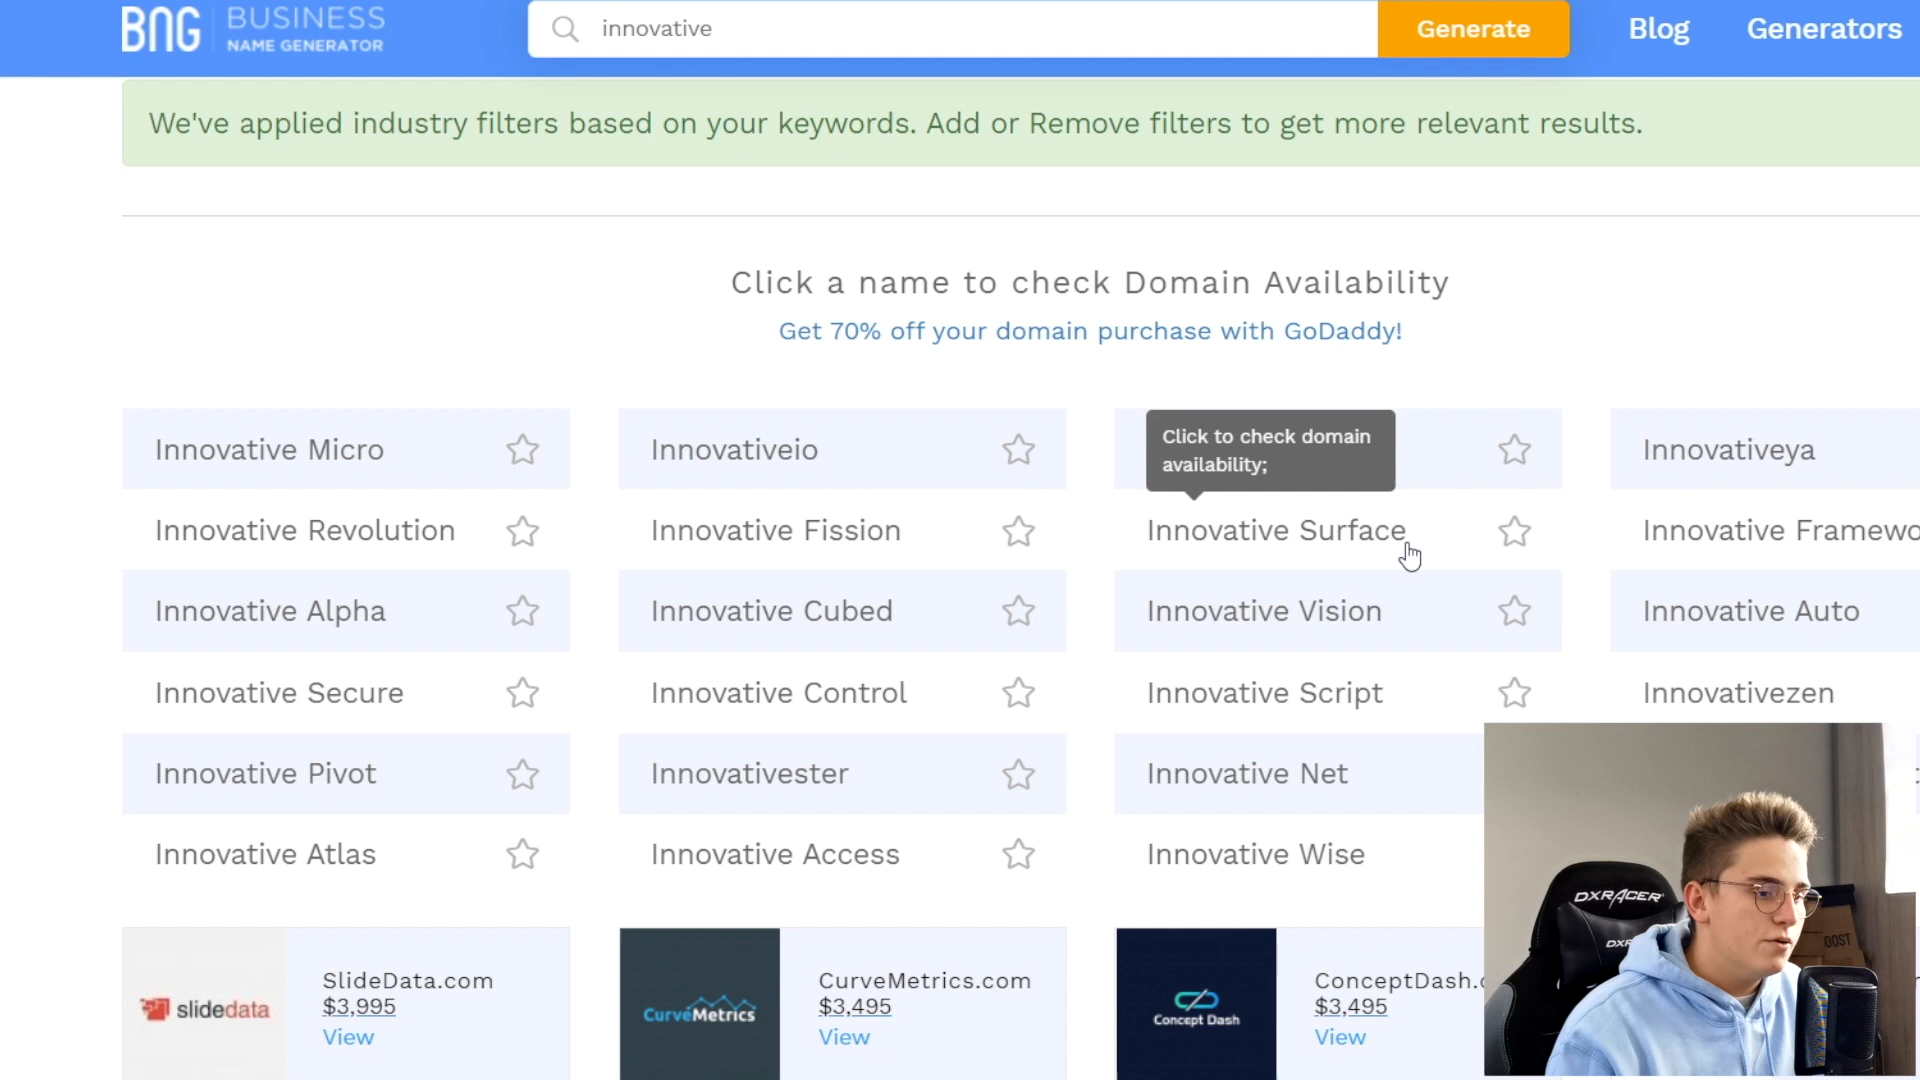 BNG BUSINESS
NAME GENERATOR
innovative
Generate
Blog
Generators
We've applied industry filters based on your keywords. Add or Remove filters to get more relevant results.
Click a name to check Domain Availability
Get 70% off your domain purchase with GoDaddy!
Innovative Micro
Innovativeio
Click to check domain
availability;
Innovativeya
Innovative Revolution
Innovative Fission
Innovative Surface
Innovative Framewo
Innovative Alpha
Innovative Cubed
Innovative Vision
Innovative Auto
Innovative Secure
Innovative Control
Innovative Script
Innovativezen
Innovative Pivot
Innovativester
Innovative Net
Innovative Atlas
Innovative Access
Innovative Wise
slidedata
SlideData.com
$3,995
View
CurveMetrics
CurveMetrics.com
$3,495
View
Concept Dash
ConceptDash.c
$3,495
View
DXRACER
DXR
OOST